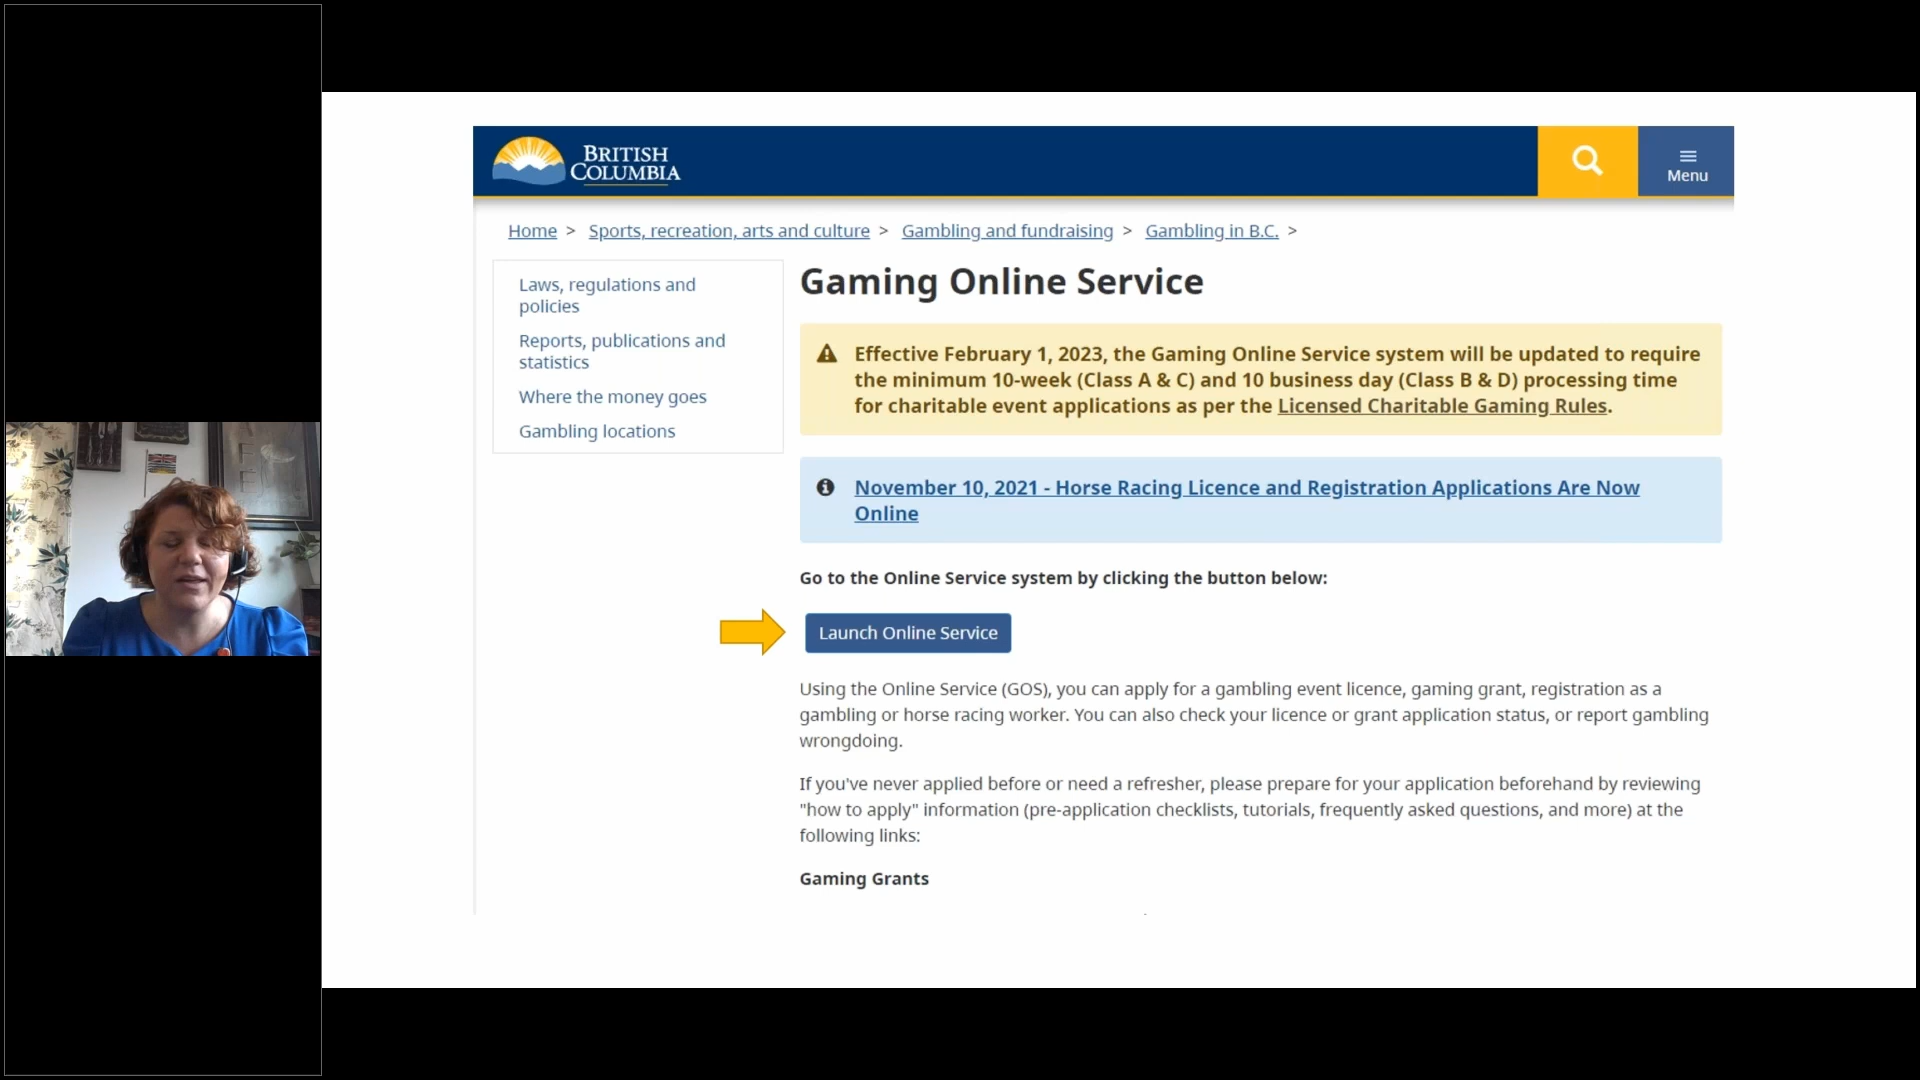 BRITISH
COLUMBIA
Menu
Home > Sports, recreation, arts and culture > Gambling and fundraising > Gambling in B.C. >
Laws, regulations and
policies
Reports, publications and
statistics
Where the money goes
Gambling locations
Gaming Online Service
Effective February 1, 2023, the Gaming Online Service system will be updated to require
the minimum 10-week (Class A & C) and 10 business day (Class B & D) processing time
for charitable event applications as per the Licensed Charitable Gaming Rules.
November 10, 2021 - Horse Racing Licence and Registration Applications Are Now
Online
Go to the Online Service system by clicking the button below:
Launch Online Service
Using the Online Service (GOS), you can apply for a gambling event licence, gaming grant, registration as a
gambling or horse racing worker. You can also check your licence or grant application status, or report gambling
wrongdoing.
If you've never applied before or need a refresher, please prepare for your application beforehand by reviewing
"how to apply" information (pre-application checklists, tutorials, frequently asked questions, and more) at the
following links:
Gaming Grants